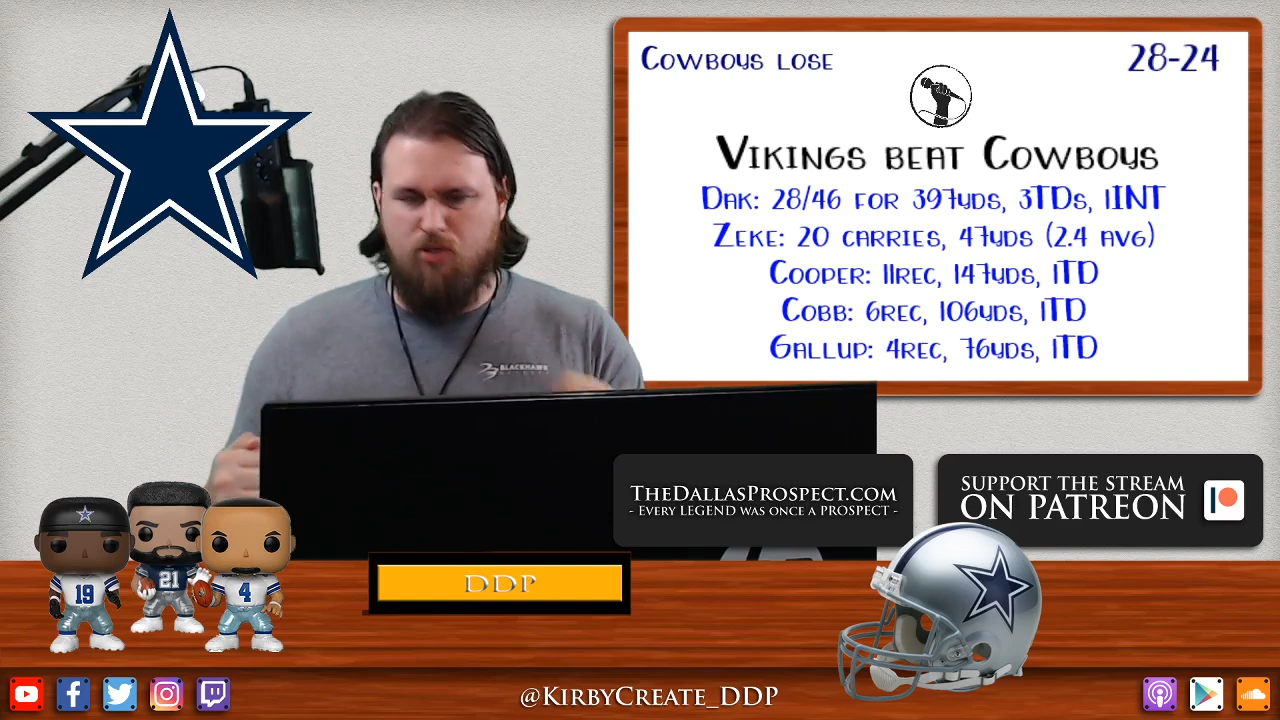 Cowboys lose 28-24
Vikings beat Cowboys
Dak: 28/46 for 397yds, 3TDs, 1INT
Zeke: 20 carries, 47yds (2.4 avg)
Cooper: 11rec, 147yds, 1TD
Cobb: 6rec, 106yds, 1TD
Gallup: 4rec, 76yds, 1TD
BLACKHAWK
TheDallasProspect.com
- Every legend was once a prospect -
SUPPORT THE STREAM
ON PATREON
19
21
4
DDP
@KirbyCreate_DDP